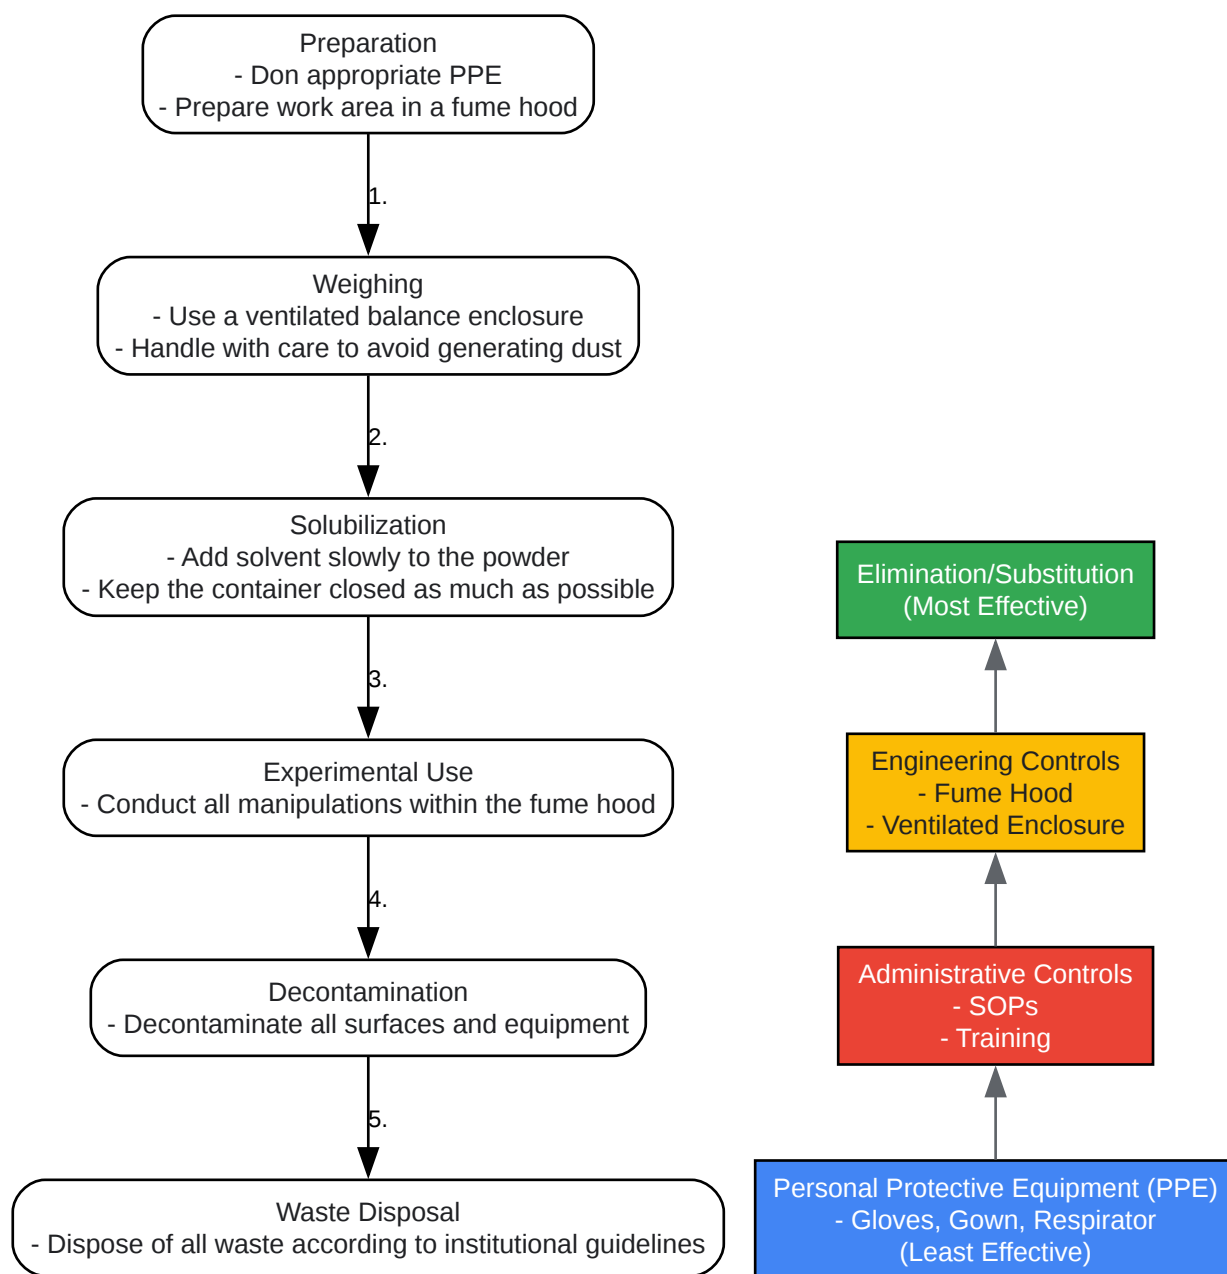 Preparation
- Don appropriate PPE
- Prepare work area in a fume hood
1.
Weighing
- Use a ventilated balance enclosure
- Handle with care to avoid generating dust
2.
Solubilization
- Add solvent slowly to the powder
- Keep the container closed as much as possible
3.
Experimental Use
- Conduct all manipulations within the fume hood
4.
Decontamination
- Decontaminate all surfaces and equipment
5.
Waste Disposal
- Dispose of all waste according to institutional guidelines
Elimination/Substitution
(Most Effective)
Engineering Controls
- Fume Hood
- Ventilated Enclosure
Administrative Controls
- SOPs
- Training
Personal Protective Equipment (PPE)
- Gloves, Gown, Respirator
(Least Effective)